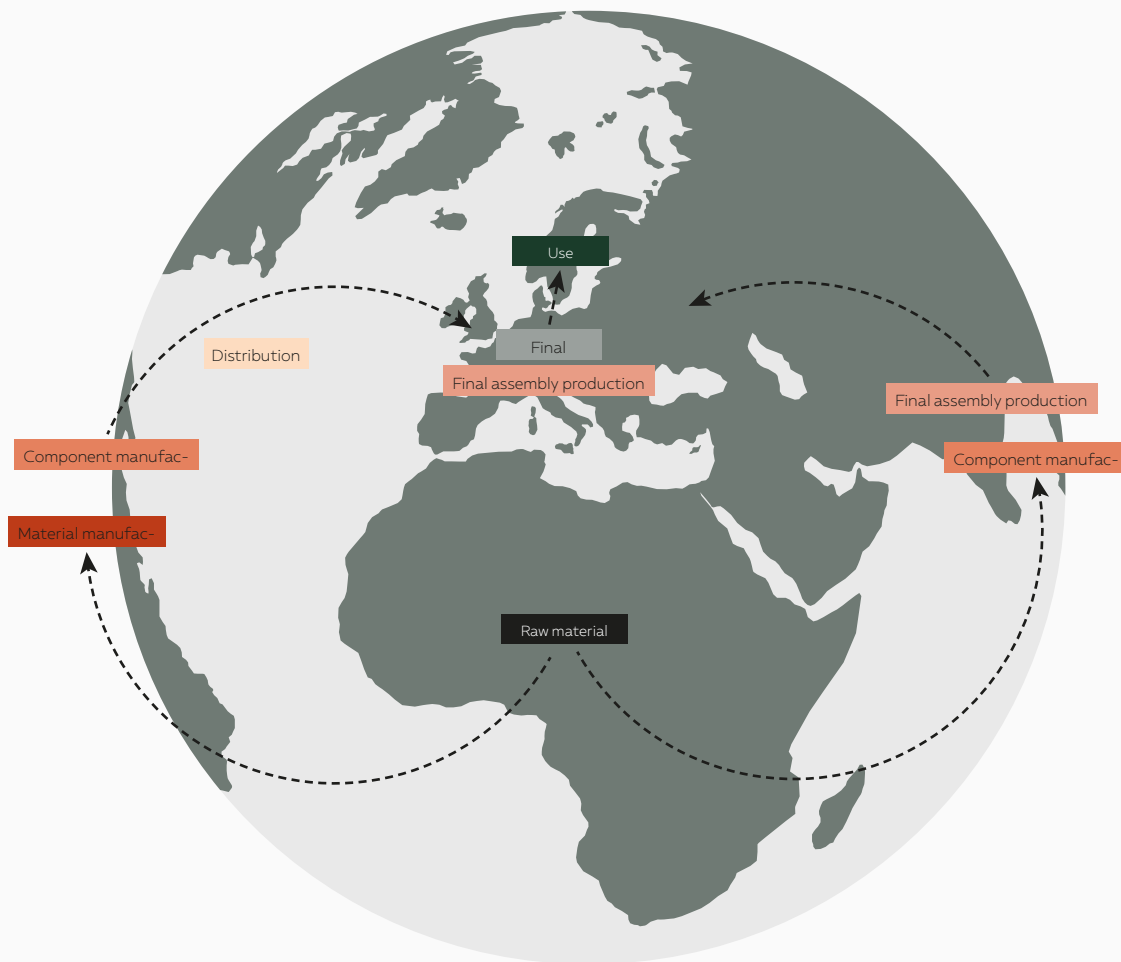 Use
Final
Distribution
Final assembly production
Final assembly production
Component manufac-
Component manufac-
Material manufac-
Raw material